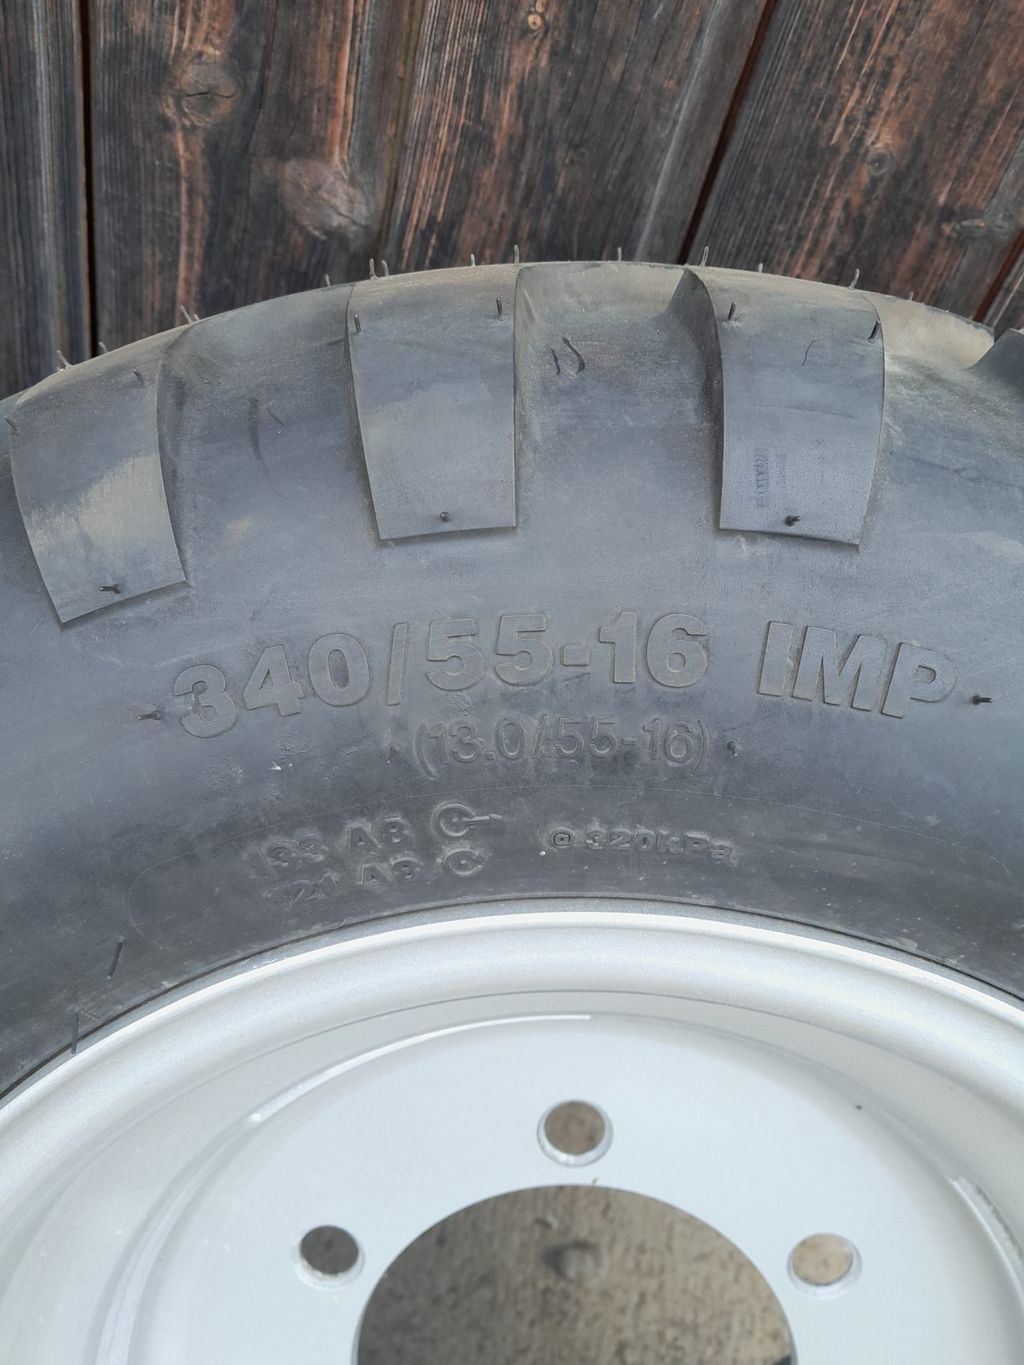 340/55-16 IMP
(13.0/55-16)
133 A8 @ 320kPa
121 A8